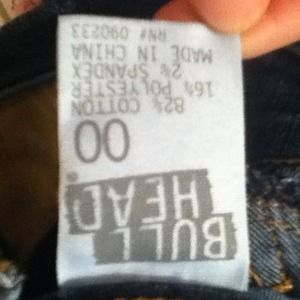 BULL
HEAD®
00
82% COTTON
16% POLYESTER
2% SPANDEX
MADE IN CHINA
RN# 090233